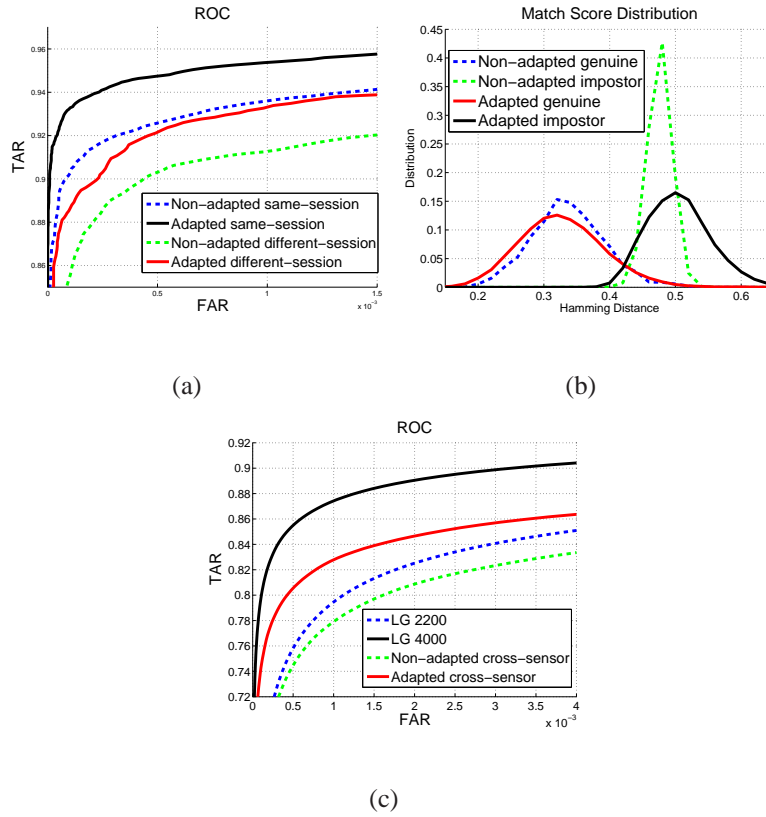 ROC
0.96
0.94
0.92
0.9
0.88
0.86
TAR
Non-adapted same-session
Adapted same-session
Non-adapted different-session
Adapted different-session
0 0.5 1 1.5
x 10⁻³
FAR
(a)
Match Score Distribution
0.45
0.4
0.35
0.3
0.25
0.2
0.15
0.1
0.05
0
Distribution
Non-adapted genuine
Non-adapted impostor
Adapted genuine
Adapted impostor
0.2 0.3 0.4 0.5 0.6
Hamming Distance
(b)
ROC
0.92
0.9
0.88
0.86
0.84
0.82
0.8
0.78
0.76
0.74
0.72
TAR
LG 2200
LG 4000
Non-adapted cross-sensor
Adapted cross-sensor
0 0.5 1 1.5 2 2.5 3 3.5 4
x 10⁻³
FAR
(c)